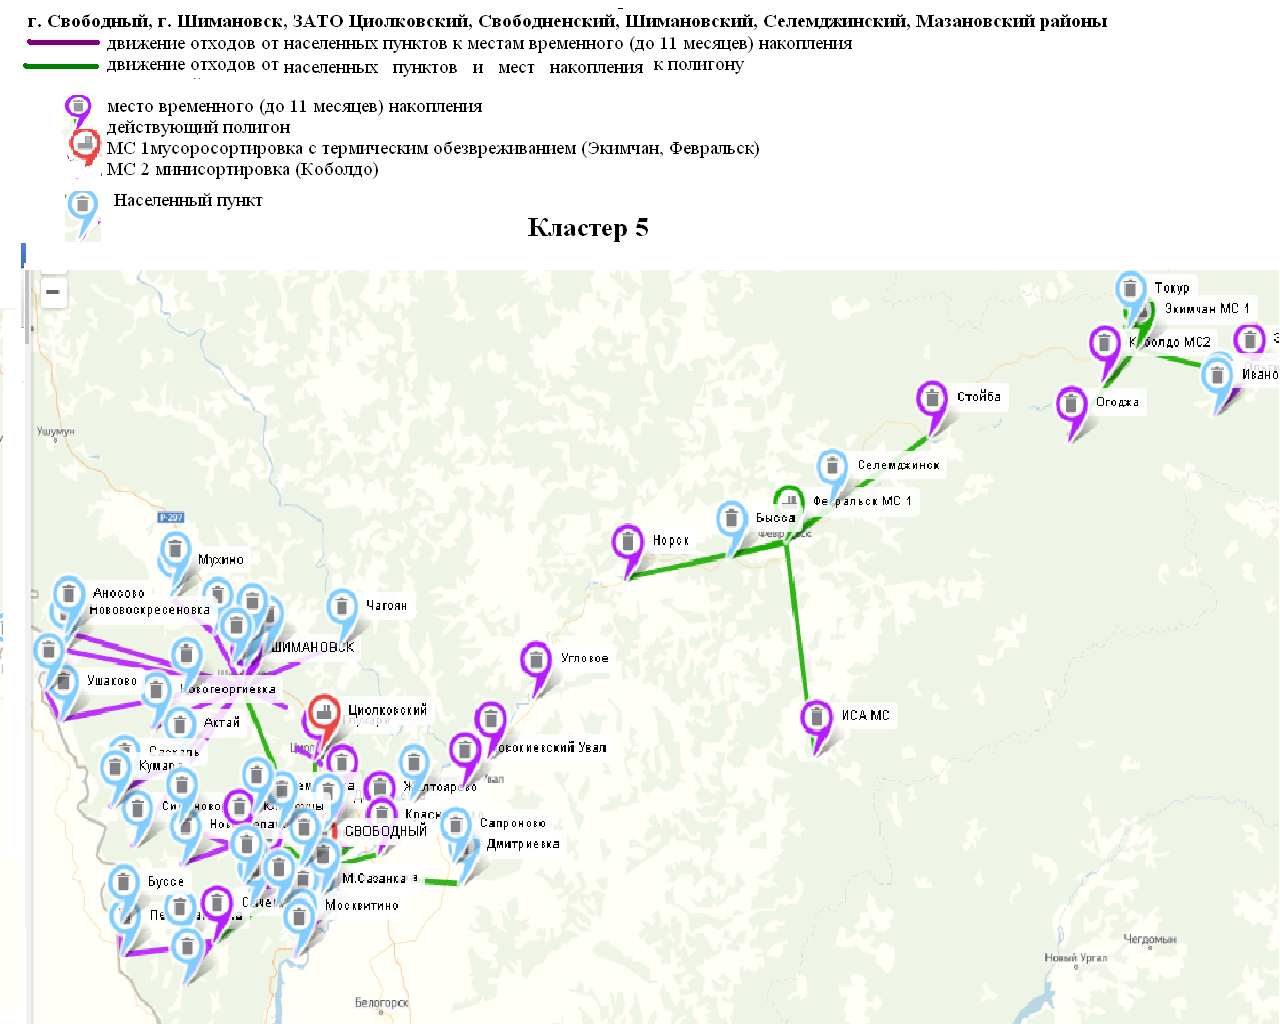 г. Свободный, г. Шимановск, ЗАТО Циолковский, Свободненский, Шимановский, Селемджинский, Мазановский районы
движение отходов от населенных пунктов к местам временного (до 11 месяцев) накопления
движение отходов от населенных пунктов и мест накопления к полигону
место временного (до 11 месяцев) накопления
действующий полигон
МС 1мусоросортировка с термическим обезвреживанием (Экимчан, Февральск)
МС 2 минисортировка (Коболдо)
Населенный пункт
Кластер 5
Токур
Экимчан МС 1
Коболдо МС2
Ивано
Огоджа
Стойба
Ушумун
Селемджинск
Февральск МС 1
Бысса
Р-297
Норск
Мухино
Аносово
Нововоскресеновка
Чагоян
ШИМАНОВСК
Угловое
Ушаково
Новогеоргиевка
Циолковский
ИСА МС
Актай
Новокиевский Увал
Кумара
Желтоярово
Сапроново
СВОБОДНЫЙ
Дмитриевка
Буссе
М.Сазанка
Москвитино
Чегдомын
Новый Ургал
Белогорск